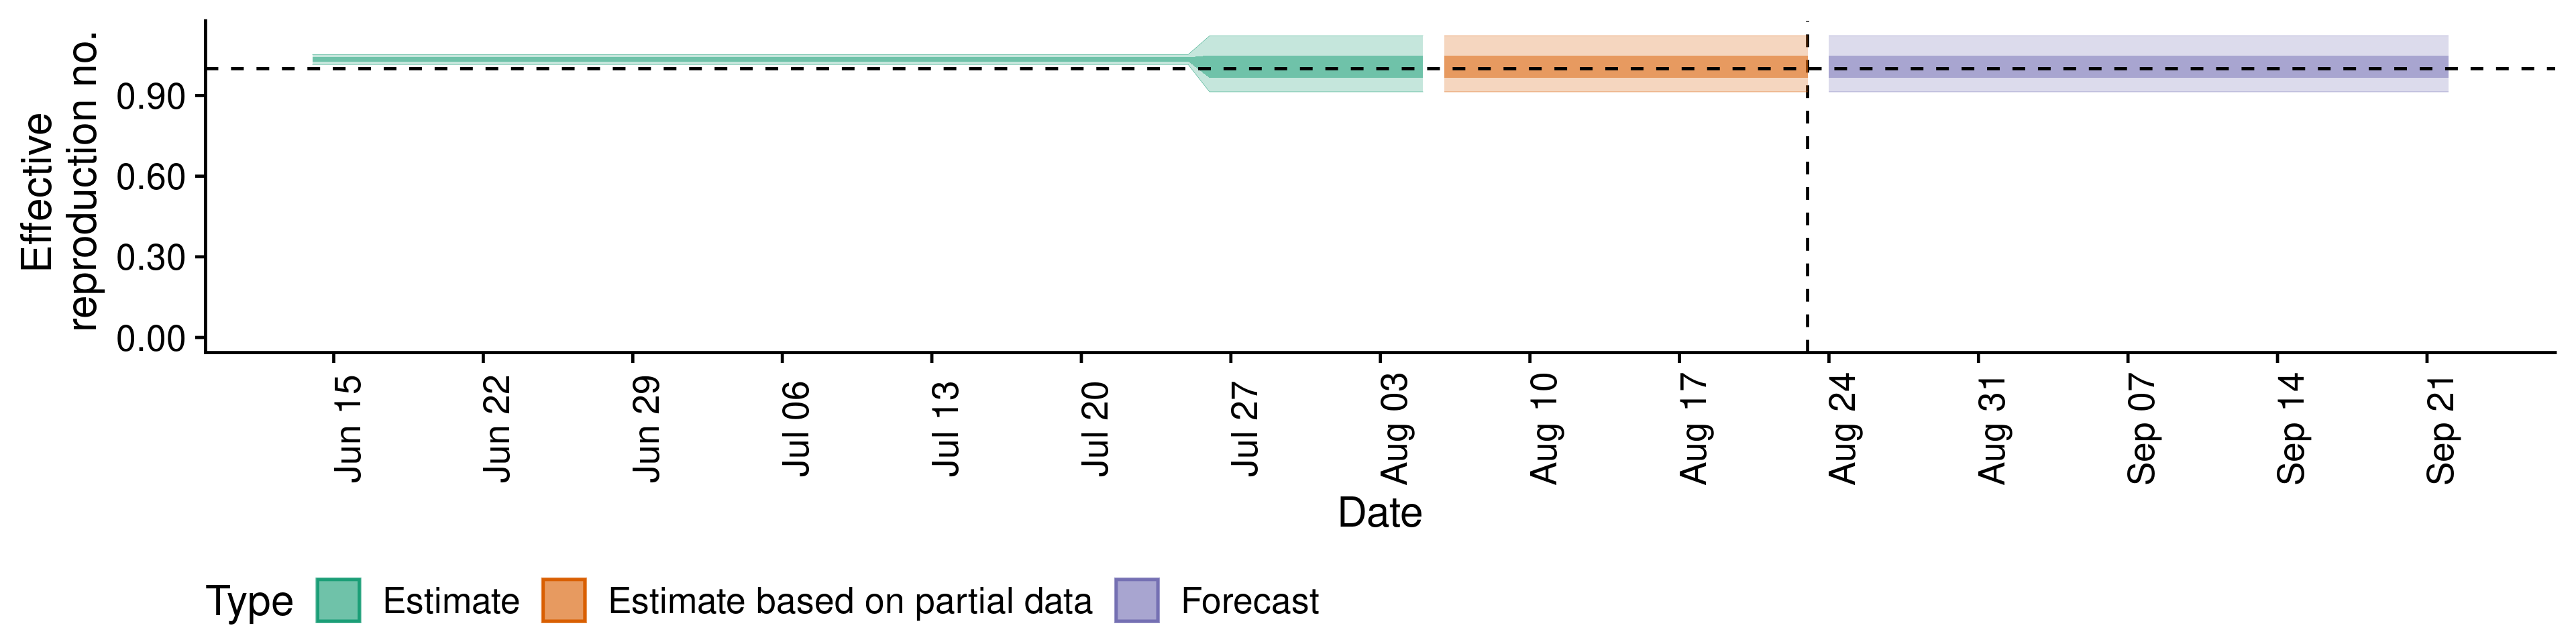 Effective
reproduction no.
0.90
0.60
0.30
0.00
Jun 15
Jun 22
Jun 29
Jul 06
Jul 13
Jul 20
Jul 27
Aug 03
Aug 10
Aug 17
Aug 24
Aug 31
Sep 07
Sep 14
Sep 21
Date
Type Estimate Estimate based on partial data Forecast